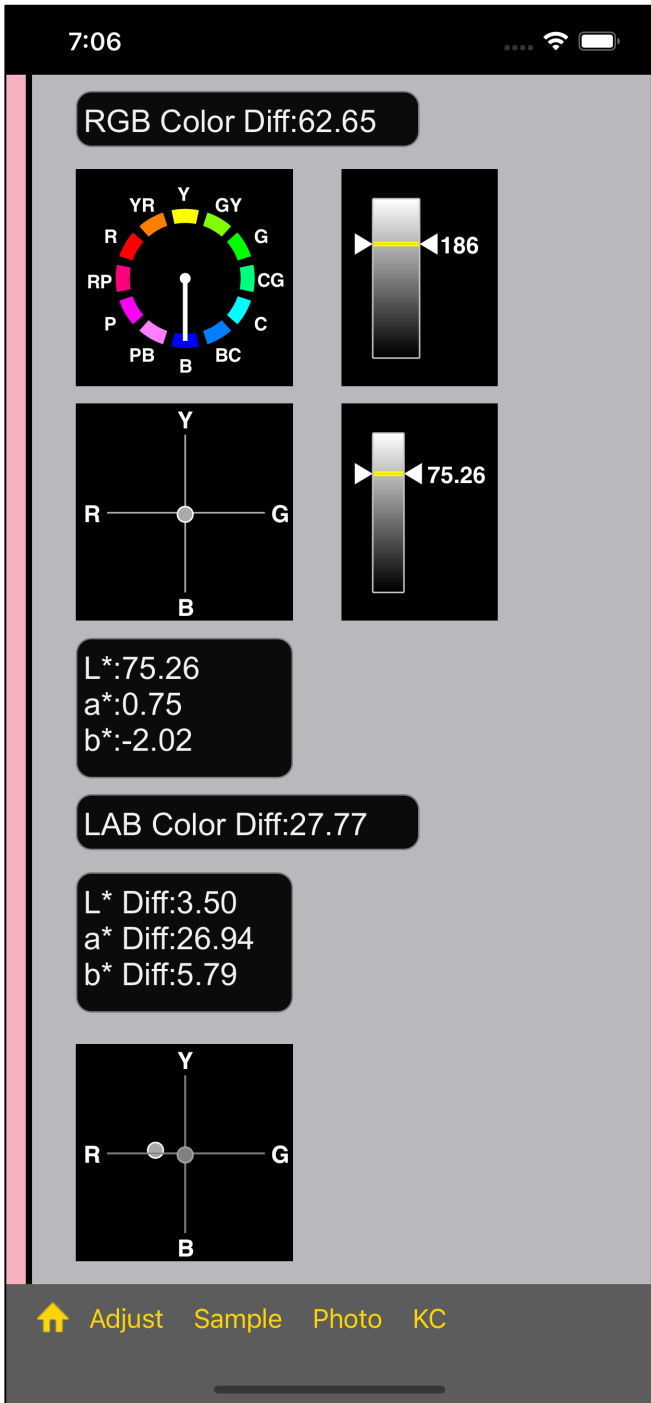 7:06
RGB Color Diff:62.65
Y
YR GY
R G
RP CG
P C
PB BC
B
186
Y
R G
B
75.26
L*:75.26
a*:0.75
b*:-2.02
LAB Color Diff:27.77
L* Diff:3.50
a* Diff:26.94
b* Diff:5.79
Y
R G
B
Adjust Sample Photo KC